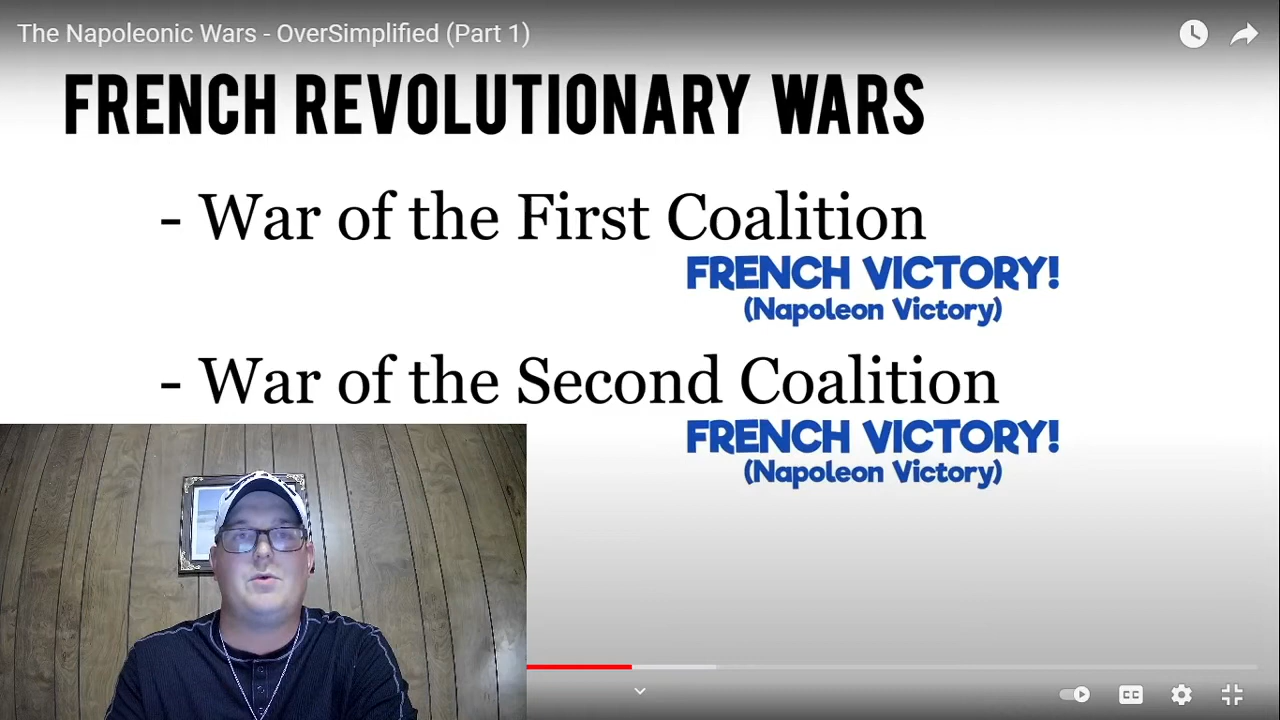 The Napoleonic Wars - OverSimplified (Part 1)
FRENCH REVOLUTIONARY WARS
- War of the First Coalition
FRENCH VICTORY!
(Napoleon Victory)
- War of the Second Coalition
FRENCH VICTORY!
(Napoleon Victory)
CC